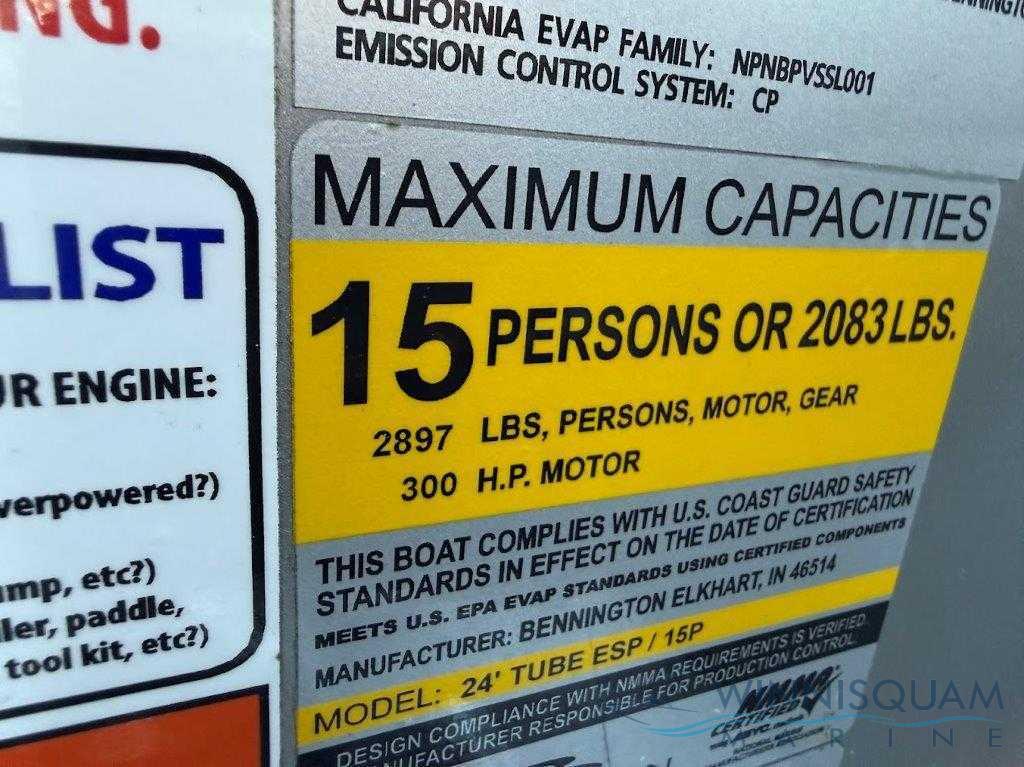 NG.
LIST
UR ENGINE:
verpowered?)
mp, etc?)
ler, paddle,
tool kit, etc?)
CALIFORNIA EVAP FAMILY: NPNBPVSSL001
EMISSION CONTROL SYSTEM: CP
MAXIMUM CAPACITIES
15 PERSONS OR 2083 LBS.
2897 LBS, PERSONS, MOTOR, GEAR
300 H.P. MOTOR
THIS BOAT COMPLIES WITH U.S. COAST GUARD SAFETY
STANDARDS IN EFFECT ON THE DATE OF CERTIFICATION
MEETS U.S. EPA EVAP STANDARDS USING CERTIFIED COMPONENTS
MANUFACTURER: BENNINGTON ELKHART, IN 46514
MODEL: 24' TUBE ESP / 15P
DESIGN COMPLIANCE WITH NMMA REQUIREMENTS IS VERIFIED.
MANUFACTURER RESPONSIBLE FOR PRODUCTION CONTROL.
NMMA
CERTIFIED
WINNISQUAM
MARINE